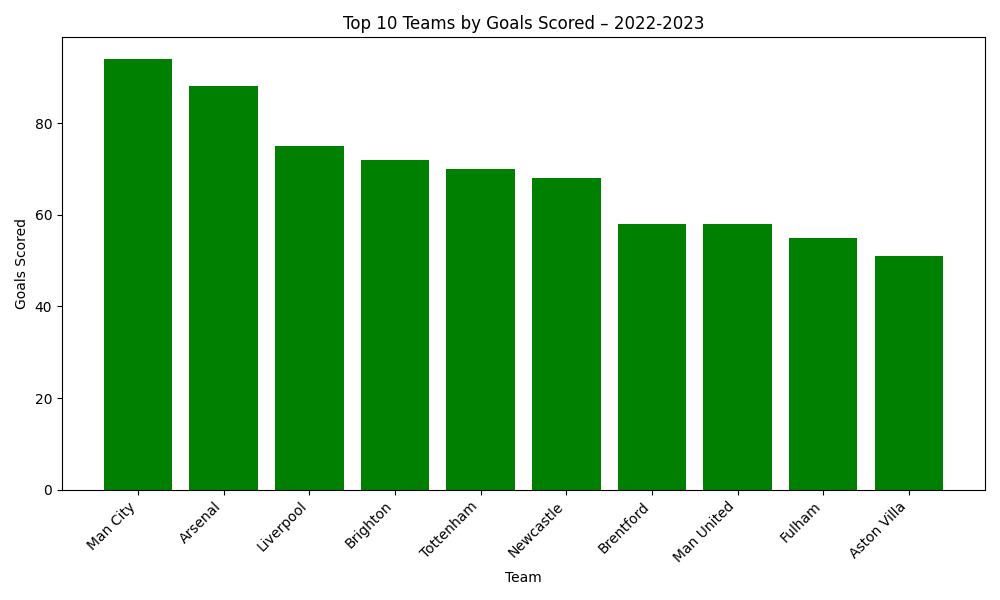 Top 10 Teams by Goals Scored – 2022-2023
Goals Scored
80
60
40
20
0
Man City
Arsenal
Liverpool
Brighton
Tottenham
Newcastle
Brentford
Man United
Fulham
Aston Villa
Team